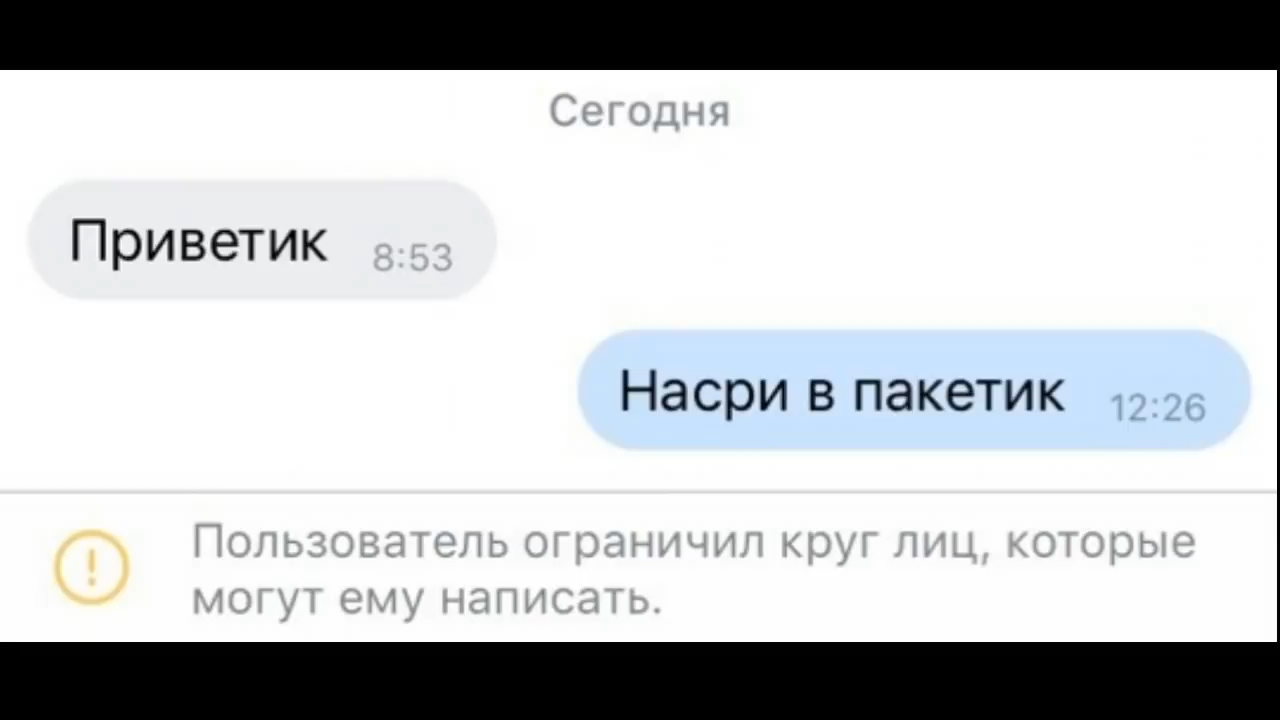 Сегодня
Приветик 8:53
Насри в пакетик 12:26
Пользователь ограничил круг лиц, которые
могут ему написать.